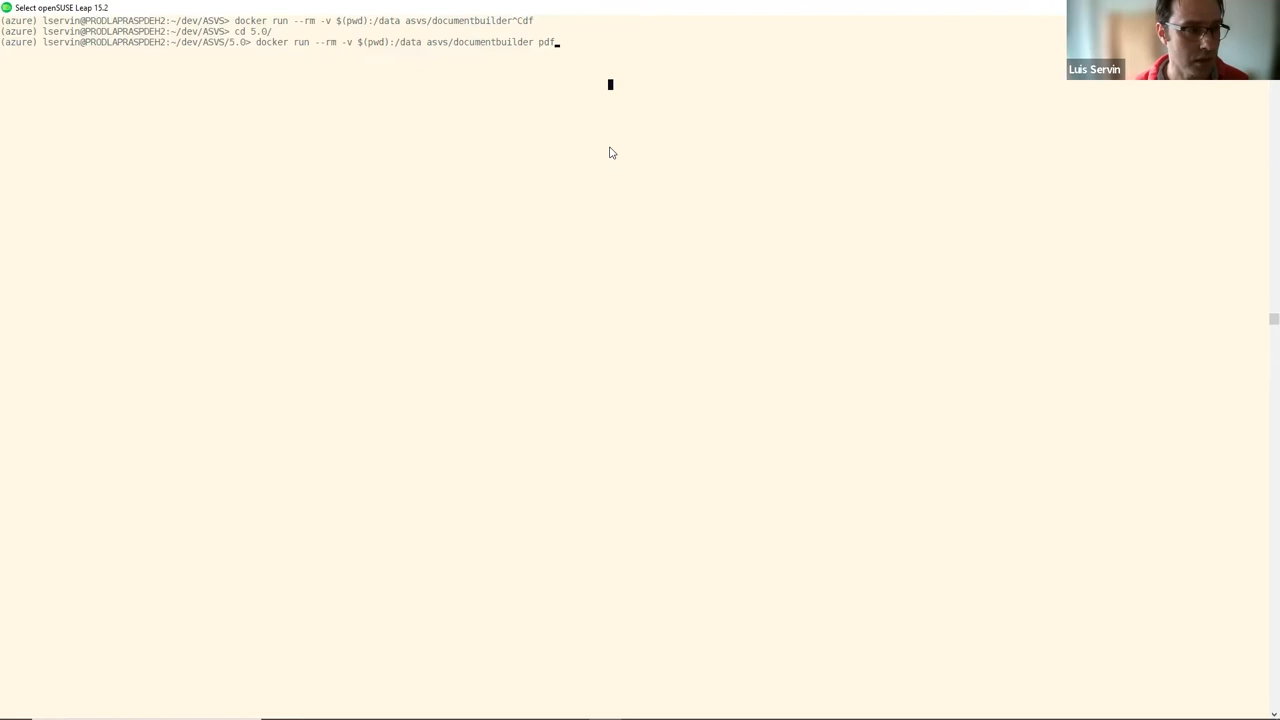 Select openSUSE Leap 15.2
(azure) lservin@PRODLAPRASPDEH2:~/dev/ASVS> docker run --rm -v $(pwd):/data asvs/documentbuilder^Cdf
(azure) lservin@PRODLAPRASPDEH2:~/dev/ASVS> cd 5.0/
(azure) lservin@PRODLAPRASPDEH2:~/dev/ASVS/5.0> docker run --rm -v $(pwd):/data asvs/documentbuilder pdf
Luis Servin